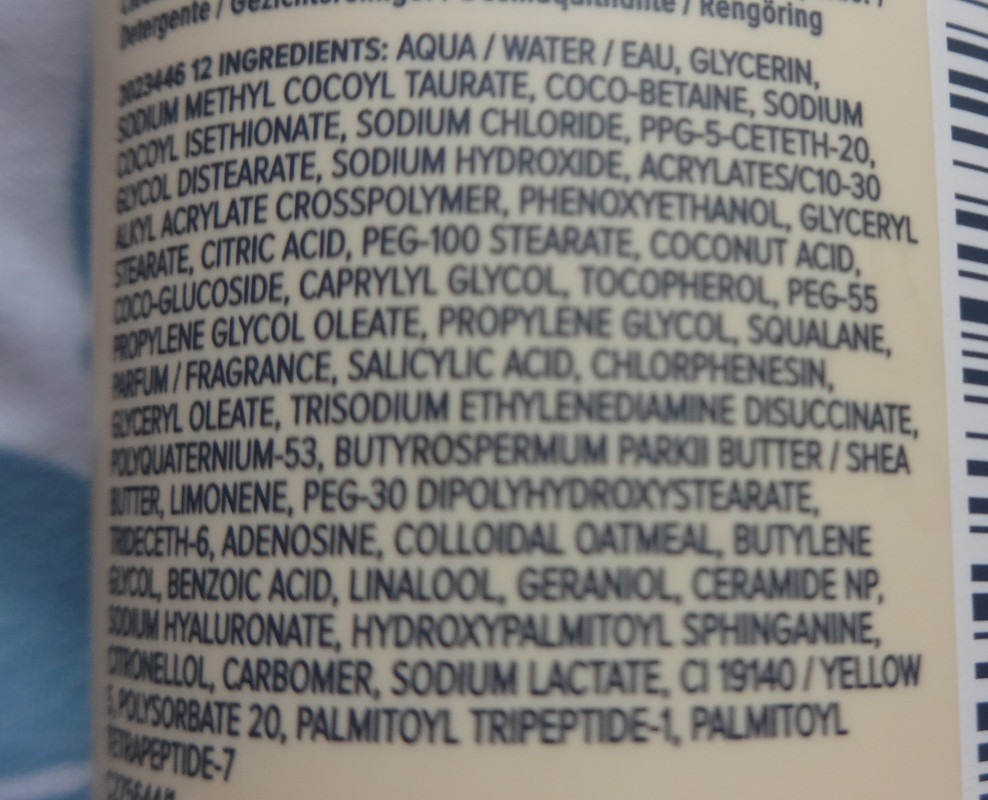 Detergente / Gezichtsreiniger / Desmaquillante / Rengöring
2023446 12 INGREDIENTS: AQUA / WATER / EAU, GLYCERIN,
SODIUM METHYL COCOYL TAURATE, COCO-BETAINE, SODIUM
COCOYL ISETHIONATE, SODIUM CHLORIDE, PPG-5-CETETH-20,
GLYCOL DISTEARATE, SODIUM HYDROXIDE, ACRYLATES/C10-30
ALKYL ACRYLATE CROSSPOLYMER, PHENOXYETHANOL, GLYCERYL
STEARATE, CITRIC ACID, PEG-100 STEARATE, COCONUT ACID,
COCO-GLUCOSIDE, CAPRYLYL GLYCOL, TOCOPHEROL, PEG-55
PROPYLENE GLYCOL OLEATE, PROPYLENE GLYCOL, SQUALANE,
PARFUM / FRAGRANCE, SALICYLIC ACID, CHLORPHENESIN,
GLYCERYL OLEATE, TRISODIUM ETHYLENEDIAMINE DISUCCINATE,
POLYQUATERNIUM-53, BUTYROSPERMUM PARKII BUTTER / SHEA
BUTTER, LIMONENE, PEG-30 DIPOLYHYDROXYSTEARATE,
TRIDECETH-6, ADENOSINE, COLLOIDAL OATMEAL, BUTYLENE
GLYCOL, BENZOIC ACID, LINALOOL, GERANIOL, CERAMIDE NP,
SODIUM HYALURONATE, HYDROXYPALMITOYL SPHINGANINE,
CITRONELLOL, CARBOMER, SODIUM LACTATE, CI 19140 / YELLOW
5, POLYSORBATE 20, PALMITOYL TRIPEPTIDE-1, PALMITOYL
TETRAPEPTIDE-7